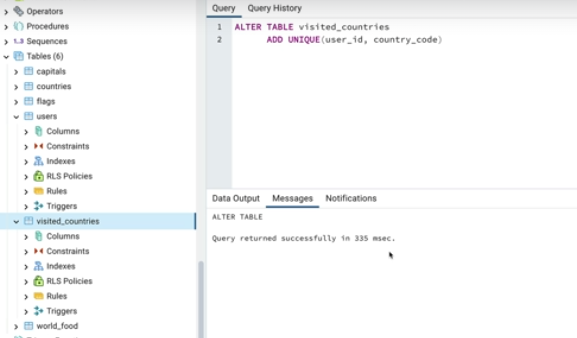 Operators
Procedures
1..3 Sequences
Tables (6)
capitals
countries
flags
users
Columns
Constraints
Indexes
RLS Policies
Rules
Triggers
visited_countries
Columns
Constraints
Indexes
RLS Policies
Rules
Triggers
world_food
Query Query History
1 ALTER TABLE visited_countries
2 ADD UNIQUE(user_id, country_code)
Data Output Messages Notifications
ALTER TABLE
Query returned successfully in 335 msec.